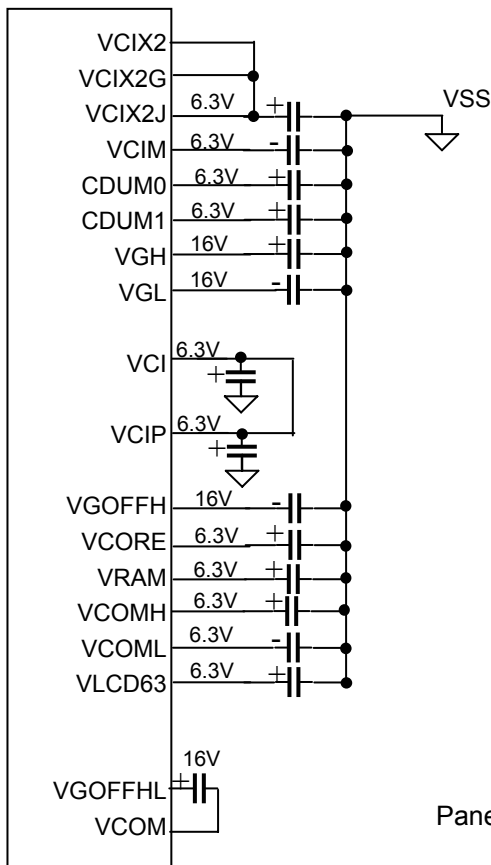 VCIX2
VCIX2G
VCIX2J 6.3V + VSS
VCIM 6.3V -
CDUM0 6.3V +
CDUM1 6.3V +
VGH 16V +
VGL 16V -
VCI 6.3V
+
VCIP 6.3V
+
VGOFFH 16V -
VCORE 6.3V +
VRAM 6.3V +
VCOMH 6.3V +
VCOML 6.3V -
VLCD63 6.3V +
16V
VGOFFHL +
VCOM
Pane